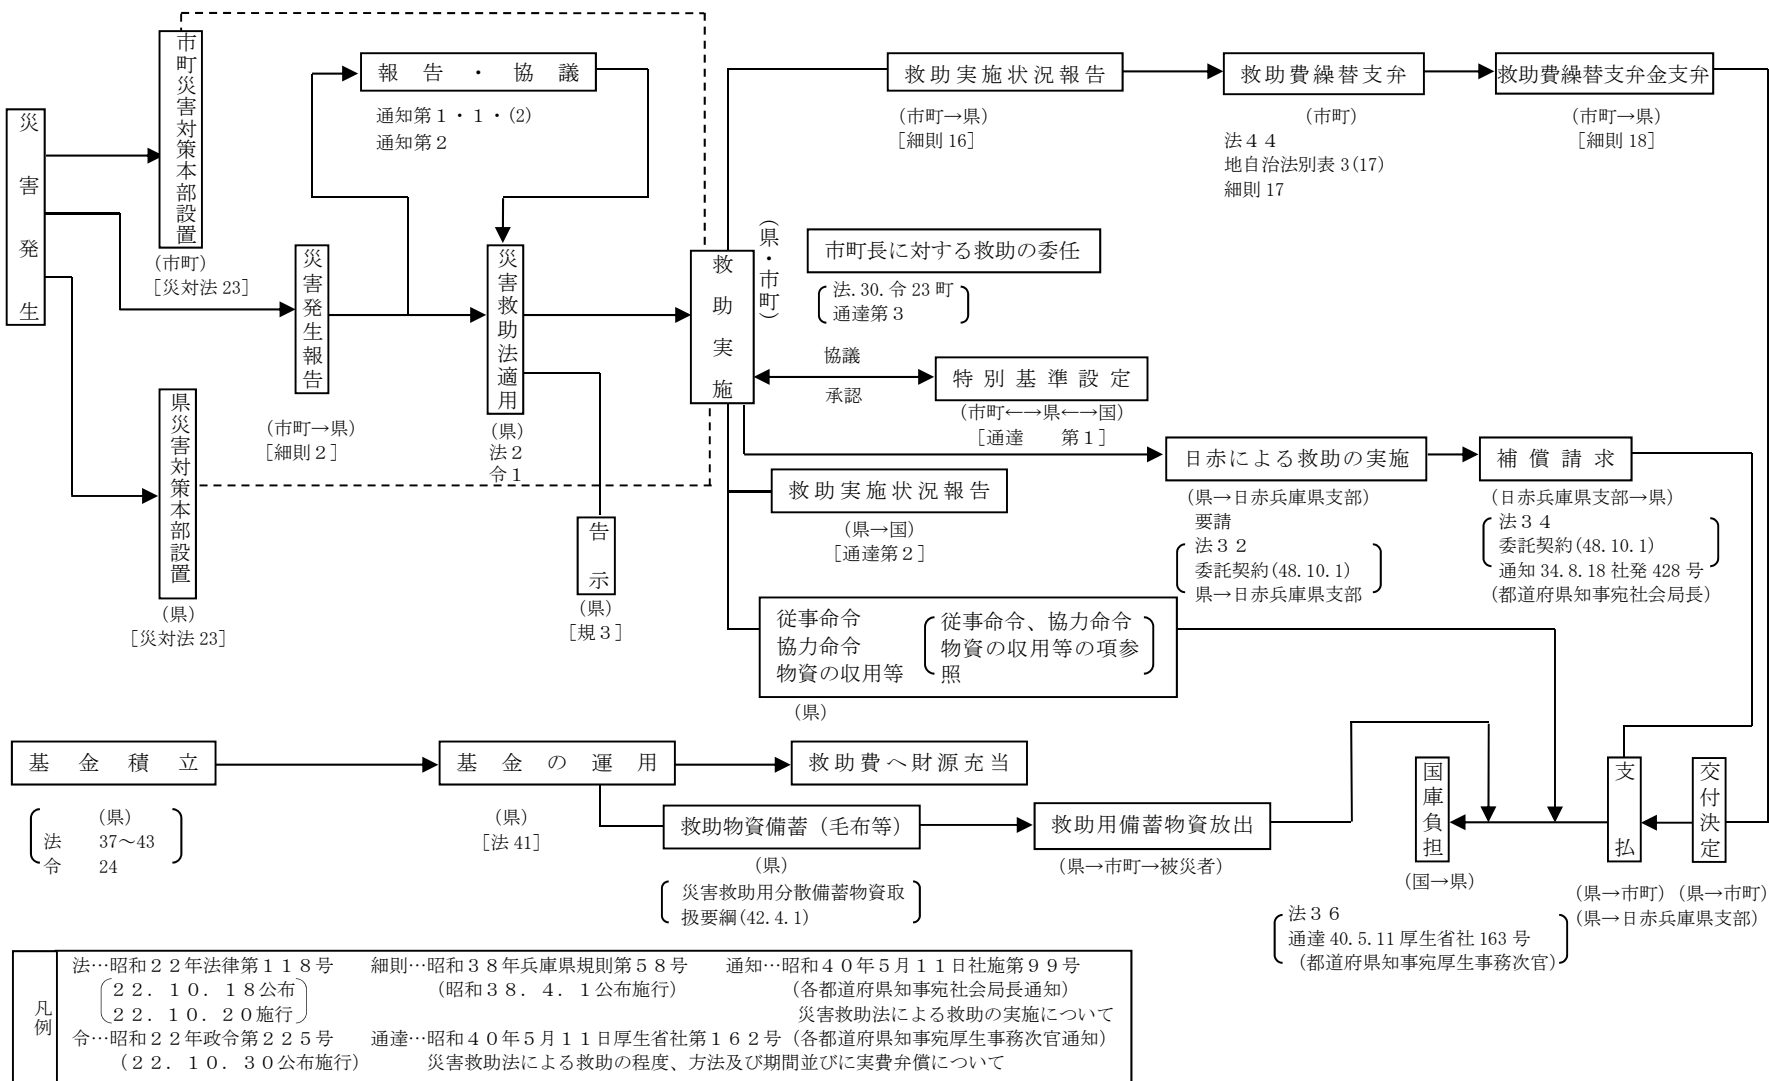 災害発生
市町災害対策本部設置
(市町)
[災対法 23]
県災害対策本部設置
(県)
[災対法 23]
災害発生報告
(市町→県)
[細則２]
報告・協議
通知第１・１・(2)
通知第２
災害救助法適用
(県)
法２
令１
告示
(県)
[規３]
救助実施
(県・市町)
救助実施状況報告
(市町→県)
[細則 16]
救助費繰替支弁
(市町)
法４４
地自治法別表 3(17)
細則 17
救助費繰替支弁金支弁
(市町→県)
[細則 18]
市町長に対する救助の委任
法.30.令 23 町
通達第３
協議
承認
特別基準設定
(市町←→県←→国)
[通達　第１]
日赤による救助の実施
(県→日赤兵庫県支部)
要請
法３２
委託契約(48.10.1)
県→日赤兵庫県支部
補償請求
(日赤兵庫県支部→県)
法３４
委託契約(48.10.1)
通知 34.8.18 社発 428 号
(都道府県知事宛社会局長)
救助実施状況報告
(県→国)
[通達第２]
従事命令
協力命令
物資の収用等
従事命令、協力命令
物資の収用等の項参
照
(県)
基金積立
(県)
法　37～43
令　24
基金の運用
(県)
[法 41]
救助費へ財源充当
救助物資備蓄（毛布等）
(県)
災害救助用分散備蓄物資取
扱要綱(42.4.1)
救助用備蓄物資放出
(県→市町→被災者)
国庫負担
(国→県)
法３６
通達 40.5.11 厚生省社 163 号
(都道府県知事宛厚生事務次官)
支払
(県→市町)
(県→日赤兵庫県支部)
交付決定
(県→市町)
凡例
法…昭和２２年法律第１１８号
２２．１０．１８公布
２２．１０．２０施行
令…昭和２２年政令第２２５号
（２２．１０．３０公布施行）
細則…昭和３８年兵庫県規則第５８号
（昭和３８．４．１公布施行）
通知…昭和４０年５月１１日社施第９９号
(各都道府県知事宛社会局長通知)
災害救助法による救助の実施について
通達…昭和４０年５月１１日厚生省社第１６２号（各都道府県知事宛厚生事務次官通知）
災害救助法による救助の程度、方法及び期間並びに実費弁償について